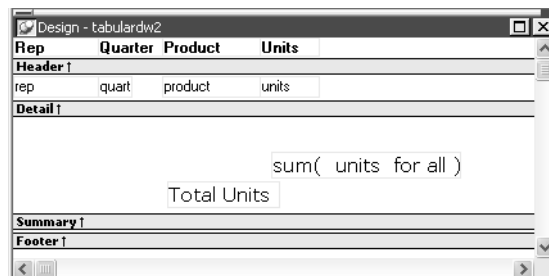 Design - tabulardw2
Rep Quarter Product Units
Header ↑
rep quart product units
Detail ↑
sum( units for all )
Total Units
Summary ↑
Footer ↑